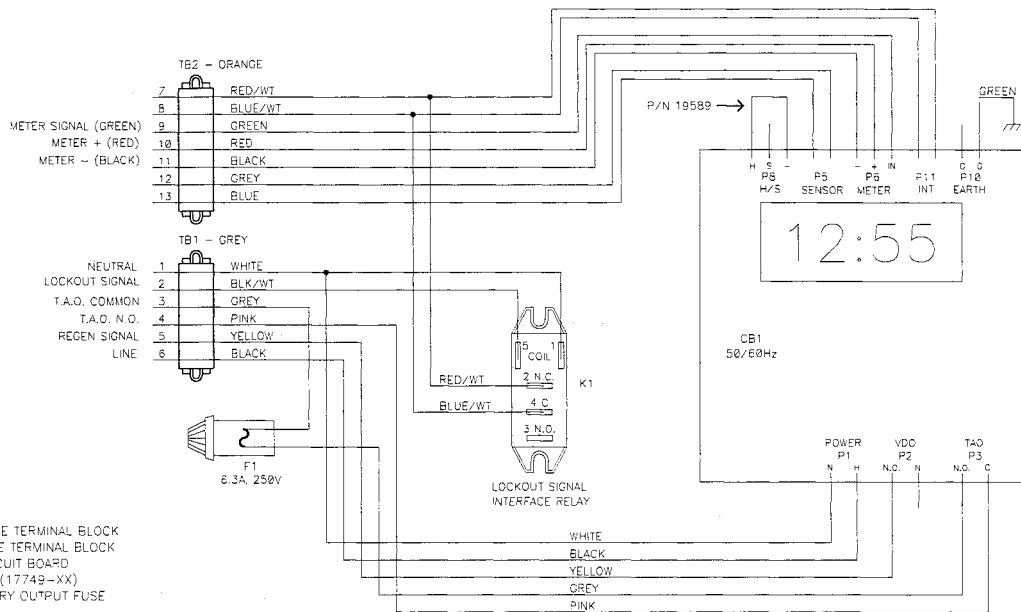 TB2 - ORANGE
7 RED/WT
8 BLUE/WT
METER SIGNAL (GREEN) 9 GREEN
METER + (RED) 10 RED
METER - (BLACK) 11 BLACK
12 GREY
13 BLUE
P/N 19589
GREEN
H S -
P8
H/S
P5
SENSOR
- + IN
P6
METER
P11
INT
G G
P10
EARTH
12:55
CB1
50/60Hz
TB1 - GREY
NEUTRAL 1 WHITE
LOCKOUT SIGNAL 2 BLK/WT
T.A.O. COMMON 3 GREY
T.A.O. N.O. 4 PINK
REGEN SIGNAL 5 YELLOW
LINE 6 BLACK
5 1
COIL
RED/WT 2 N.C.
K1
BLUE/WT 4 C
3 N.O.
LOCKOUT SIGNAL
INTERFACE RELAY
F1
6.3A, 250V
POWER
P1
N H
VDO
P2
N.O. N
TAO
P3
N.O. C
WHITE
BLACK
YELLOW
GREY
PINK
E TERMINAL BLOCK
E TERMINAL BLOCK
CUIT BOARD
(17749-XX)
RY OUTPUT FUSE